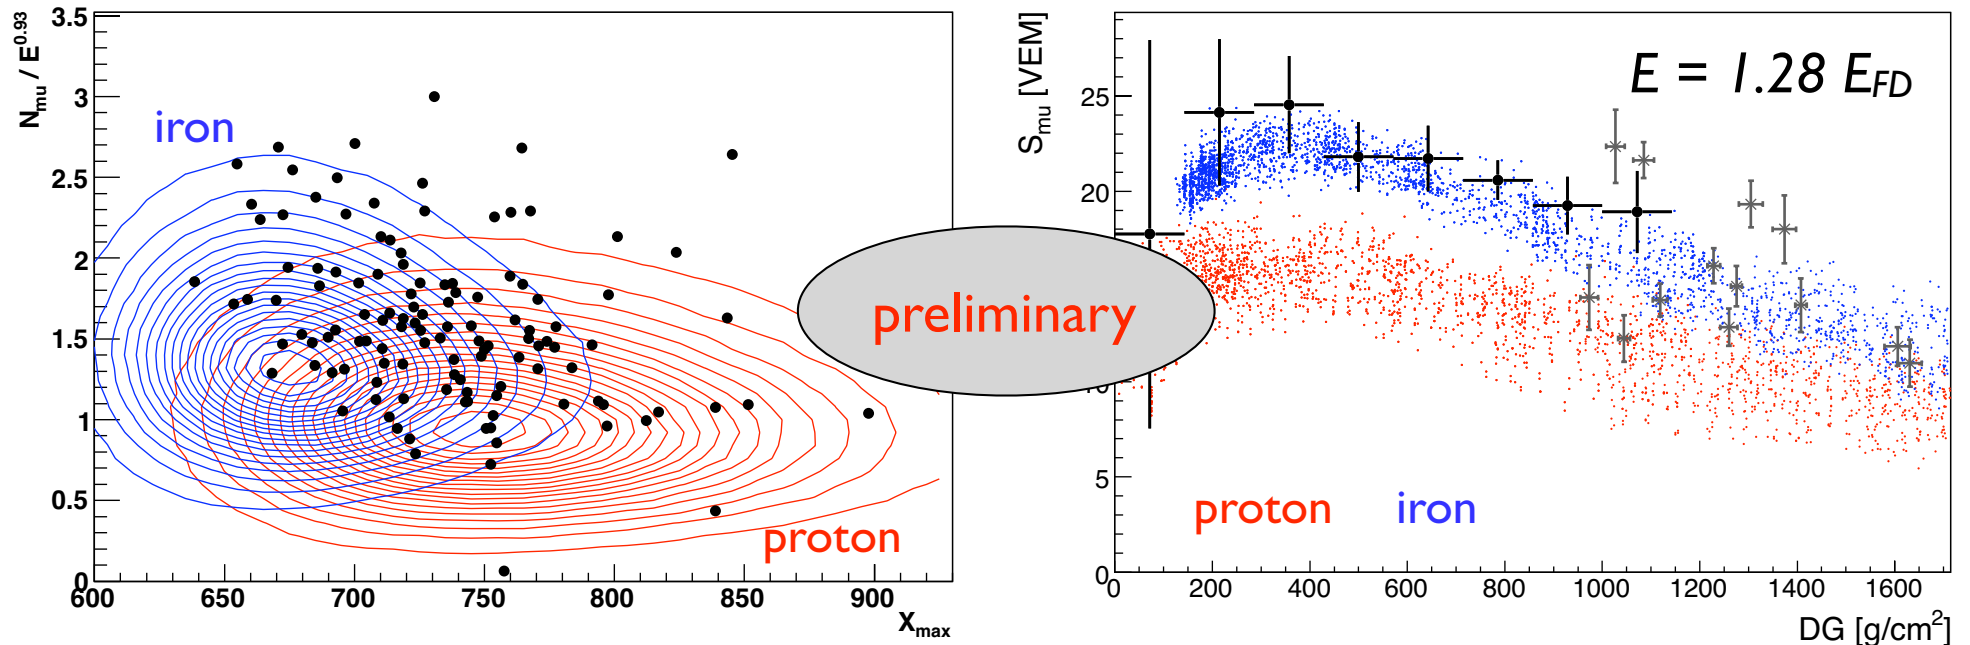 N_mu / E^0.93
3.5
3
2.5
2
1.5
1
0.5
0
600 650 700 750 800 850 900
X_max
iron
proton
preliminary
S_mu [VEM]
25
20
5
0
0 200 400 600 800 1000 1200 1400 1600
DG [g/cm²]
E = 1.28 E_FD
proton iron